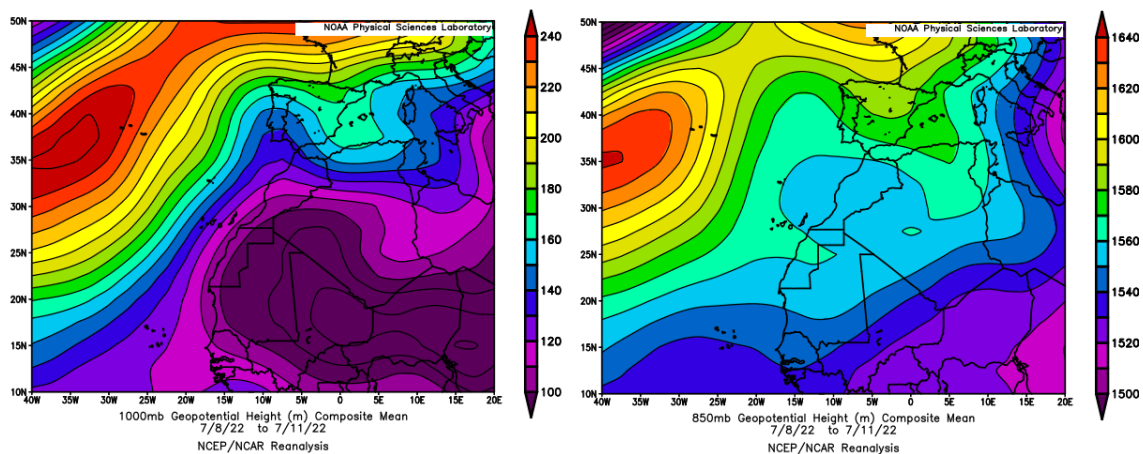 NOAA Physical Sciences Laboratory
50N
45N
40N
35N
30N
25N
20N
15N
10N
40W 35W 30W 25W 20W 15W 10W 5W 0 5E 10E 15E 20E
240
220
200
180
160
140
120
100
1000mb Geopotential Height (m) Composite Mean
7/8/22 to 7/11/22
NCEP/NCAR Reanalysis
NOAA Physical Sciences Laboratory
50N
45N
40N
35N
30N
25N
20N
15N
10N
40W 35W 30W 25W 20W 15W 10W 5W 0 5E 10E 15E 20E
1640
1620
1600
1580
1560
1540
1520
1500
850mb Geopotential Height (m) Composite Mean
7/8/22 to 7/11/22
NCEP/NCAR Reanalysis